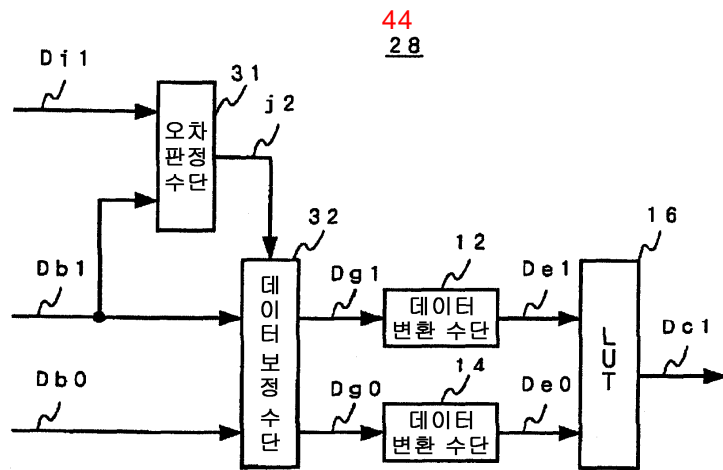 44
28
Di1
31
j2
오차
판정
수단
32
12
16
Db1
Dg1
De1
데이터
변환 수단
데이터 보정 수단
LUT
Dc1
14
Db0
Dg0
De0
데이터
변환 수단